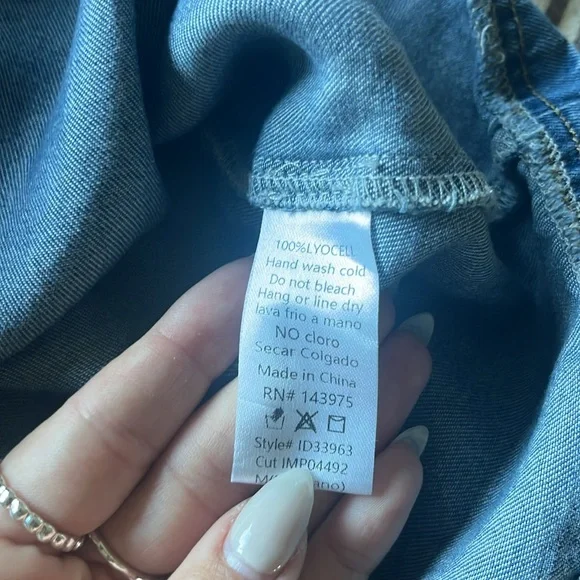 100%LYOCELL
Hand wash cold
Do not bleach
Hang or line dry
lava frio a mano
NO cloro
Secar Colgado
Made in China
RN# 143975
Style# ID33963
Cut IMP04492